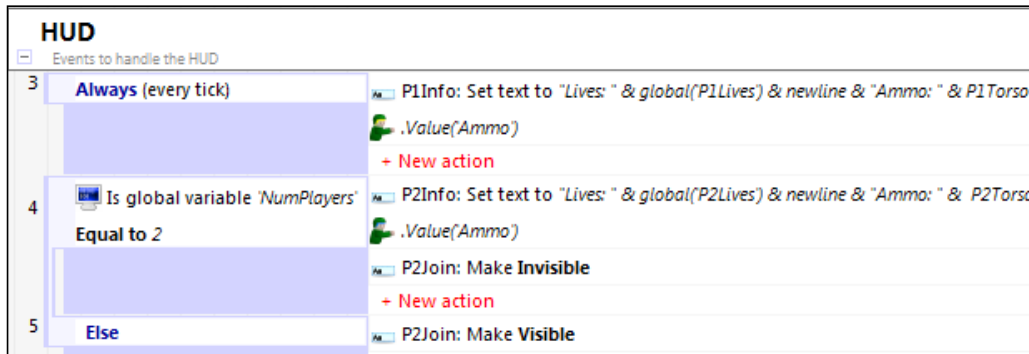 HUD
Events to handle the HUD
3 Always (every tick) P1Info: Set text to "Lives: " & global('P1Lives') & newline & "Ammo: " & P1Torso
.Value('Ammo')
+ New action
4 Is global variable 'NumPlayers' P2Info: Set text to "Lives: " & global('P2Lives') & newline & "Ammo: " & P2Torso
Equal to 2 .Value('Ammo')
P2Join: Make Invisible
+ New action
5 Else P2Join: Make Visible